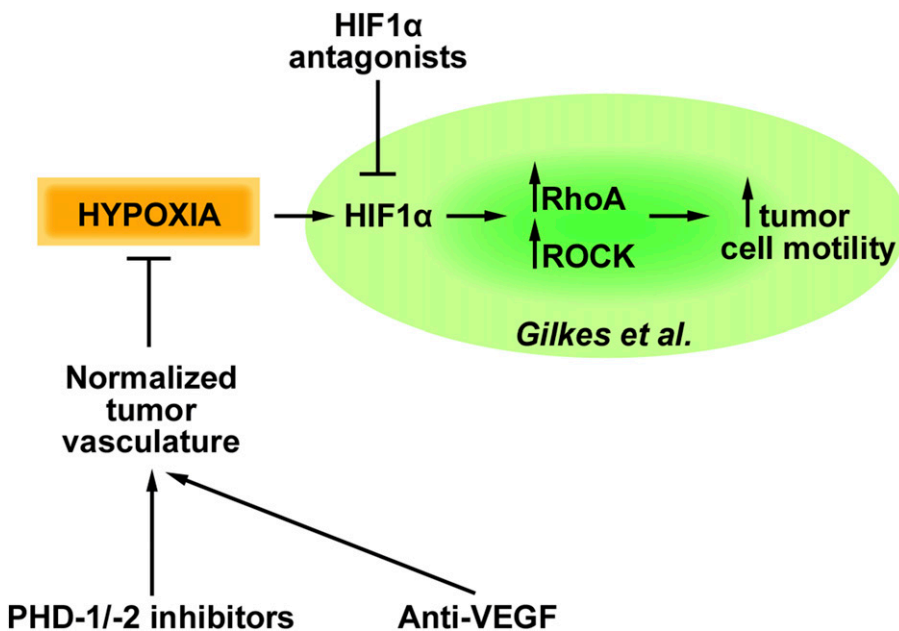 HIF1α
antagonists
HYPOXIA
HIF1α
RhoA
ROCK
tumor
cell motility
Gilkes et al.
Normalized
tumor
vasculature
PHD-1/-2 inhibitors
Anti-VEGF